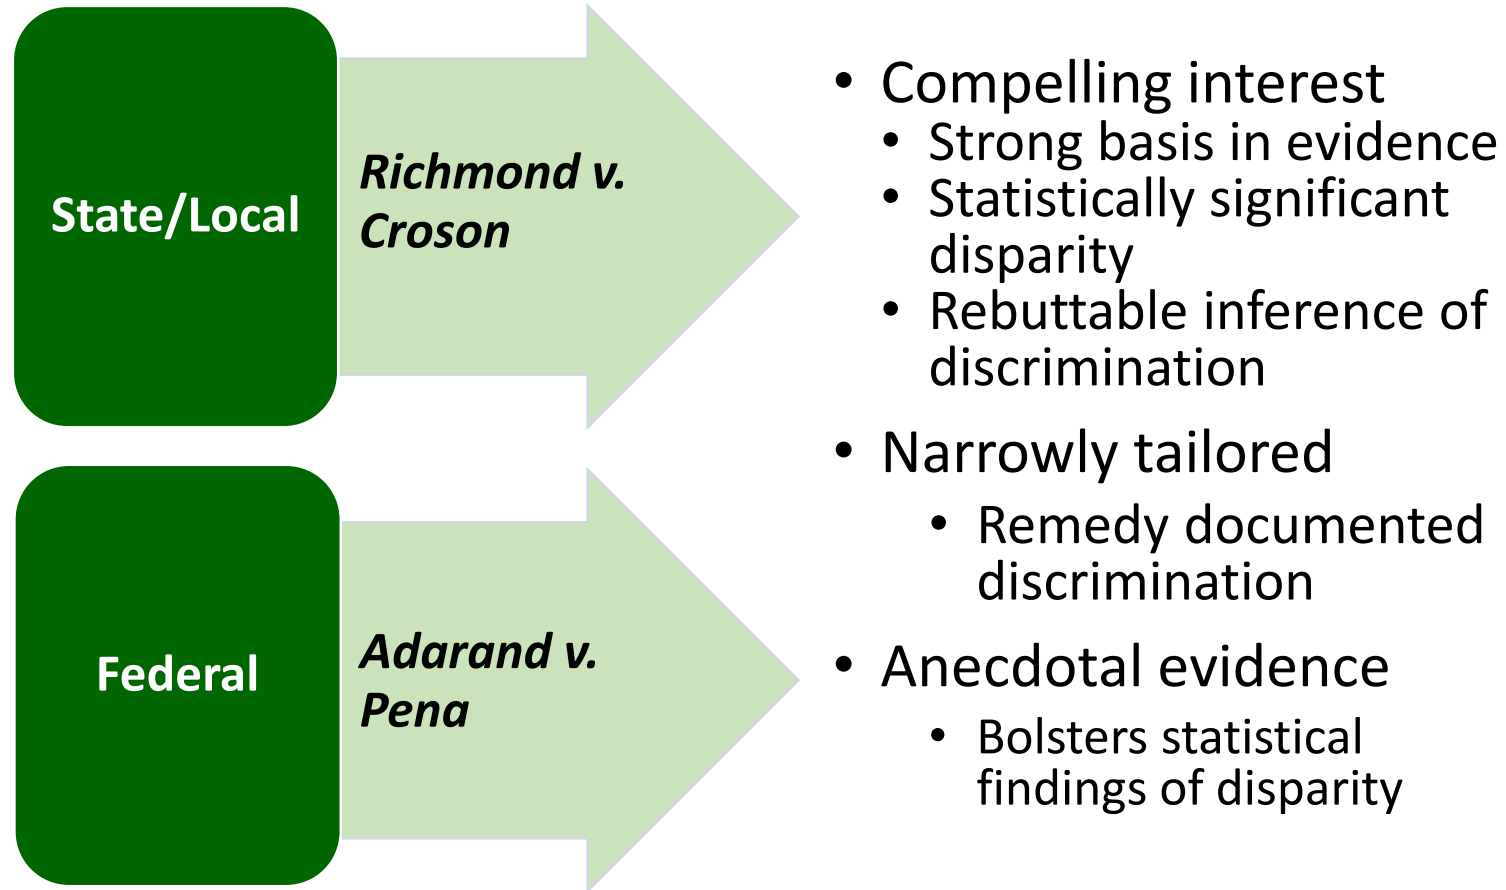 State/Local
Richmond v.
Croson
• Compelling interest
• Strong basis in evidence
• Statistically significant
disparity
• Rebuttable inference of
discrimination
• Narrowly tailored
• Remedy documented
discrimination
Federal
Adarand v.
Pena
• Anecdotal evidence
• Bolsters statistical
findings of disparity